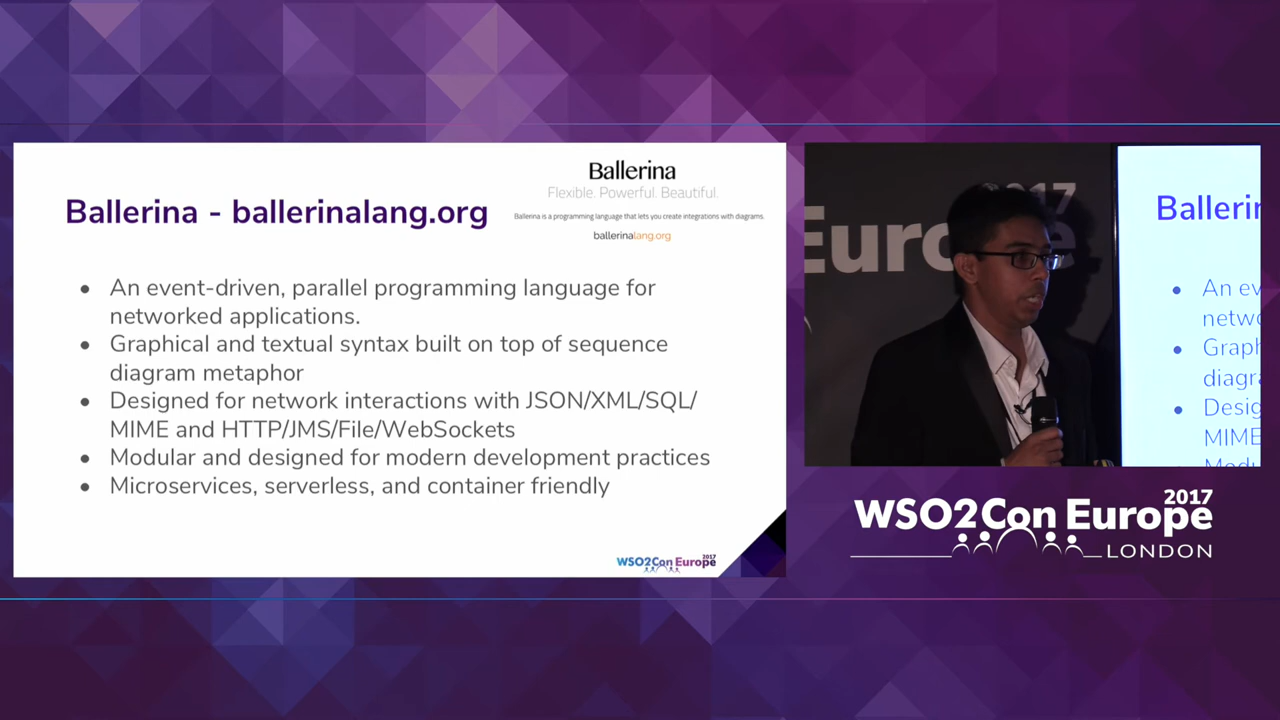 Ballerina
Flexible. Powerful. Beautiful.
Ballerina is a programming language that lets you create integrations with diagrams.
ballerinalang.org
Ballerina - ballerinalang.org
• An event-driven, parallel programming language for
networked applications.
• Graphical and textual syntax built on top of sequence
diagram metaphor
• Designed for network interactions with JSON/XML/SQL/
MIME and HTTP/JMS/File/WebSockets
• Modular and designed for modern development practices
• Microservices, serverless, and container friendly
WSO2Con Europe 2017
2017
Europe
Ballerin
• An ev
netwo
• Graph
diagra
• Desig
MIME
Modu
2017
WSO2Con Europe
LONDON